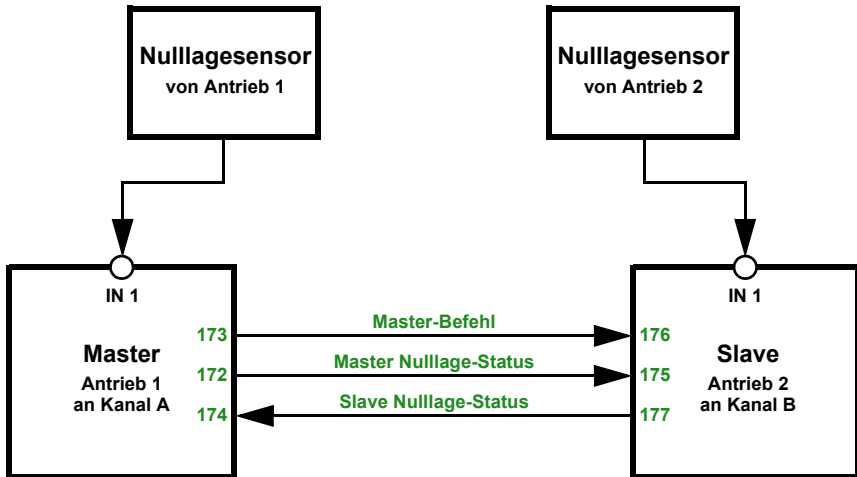 Nulllagesensor
von Antrieb 1
Nulllagesensor
von Antrieb 2
IN 1
IN 1
173
Master-Befehl
176
Master
Antrieb 1
an Kanal A
172
Master Nulllage-Status
175
Slave
Antrieb 2
an Kanal B
174
Slave Nulllage-Status
177